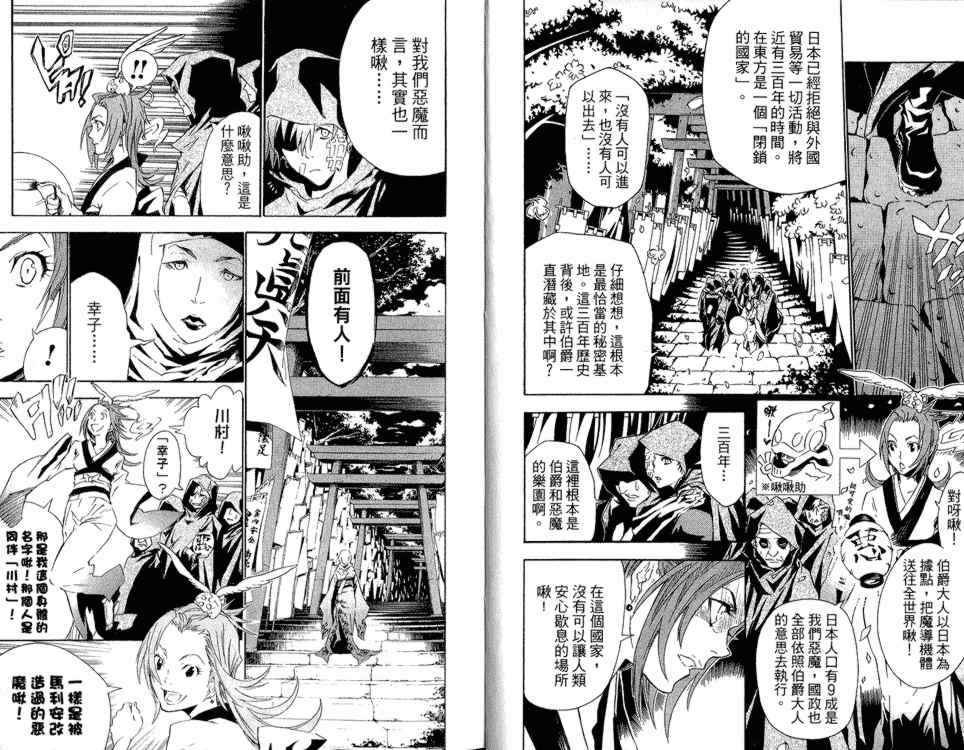 日本已經拒絕與外國
貿易等一切活動，將
近有三百年的時間。
在東方是一個「閉鎖
的國家」。
「沒有人可以進
來，也沒有人可
以出去」……
仔細想想，這根本
是最恰當的秘密基
地。這三百年歷史
背後，或許伯爵一
直潛藏於其中啊？
對呀啾！
※啾啾助
三百年…
這裡根本是
伯爵和惡魔
的樂園啊。
惡
伯爵大人以日本為
據點，把魔導機體
送往全世界啾！
日本人口有9成是
我們惡魔，國政也
全部依照伯爵大人
的意思去執行。
在這個國家，
沒有可以讓人類
安心歇息的場所
啾！
對我們惡魔而
言，其實也一
樣啾……
!!
啾啾助，這是
什麼意思？
前面有人！
幸子……
！
川村！
「幸子」？
那是我這個身體的
名字啾！那個人是
同伴「川村」！
一樣是被
馬利安改
造過的惡
魔啾！